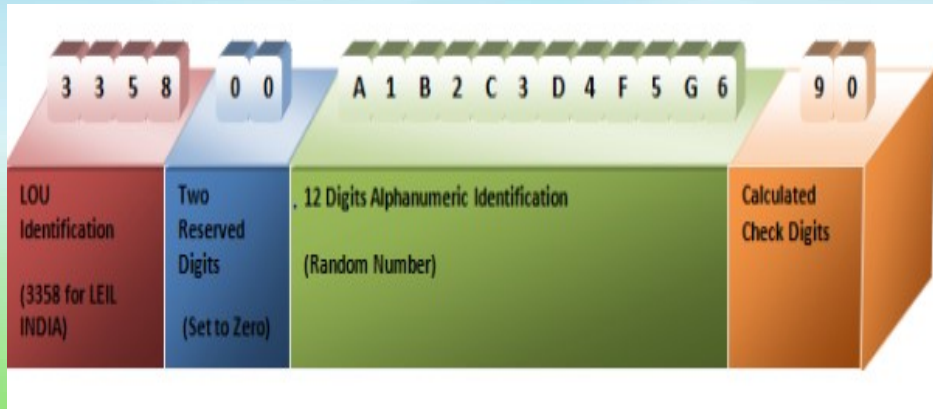 3 3 5 8 0 0 A 1 B 2 C 3 D 4 F 5 G 6 9 0
LOU
Identification
(3358 for LEIL
INDIA)
Two
Reserved
Digits
(Set to Zero)
. 12 Digits Alphanumeric Identification
(Random Number)
Calculated
Check Digits